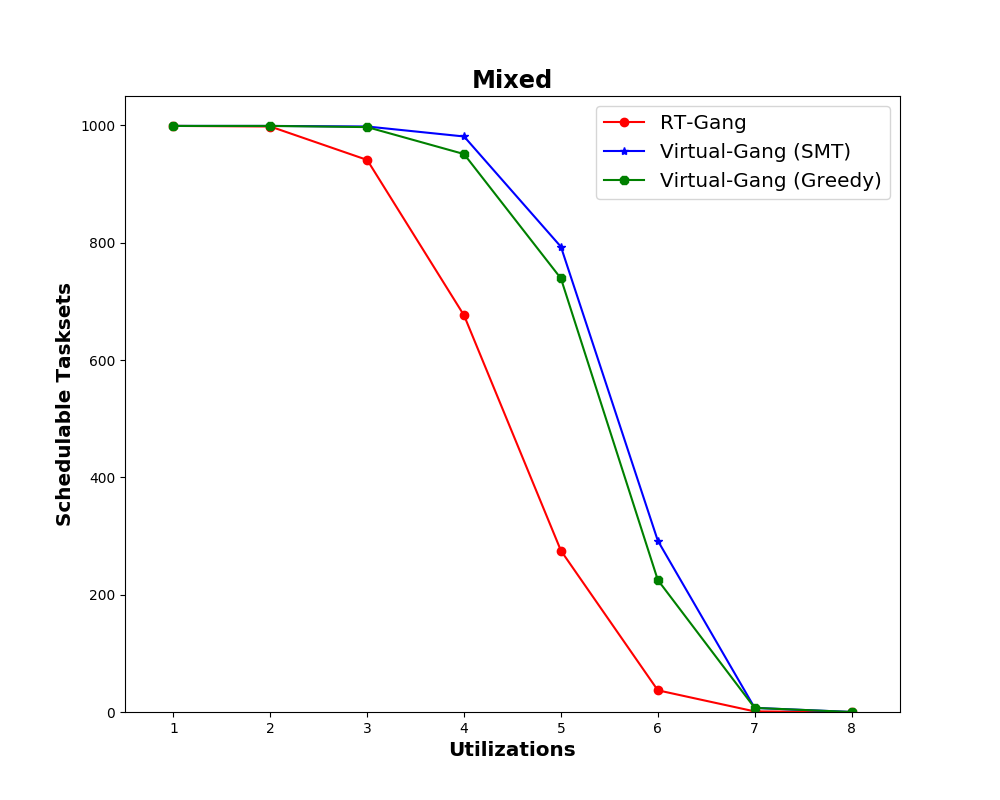 Mixed
RT-Gang
Virtual-Gang (SMT)
Virtual-Gang (Greedy)
1000
800
600
400
200
0
Schedulable Tasksets
1 2 3 4 5 6 7 8
Utilizations